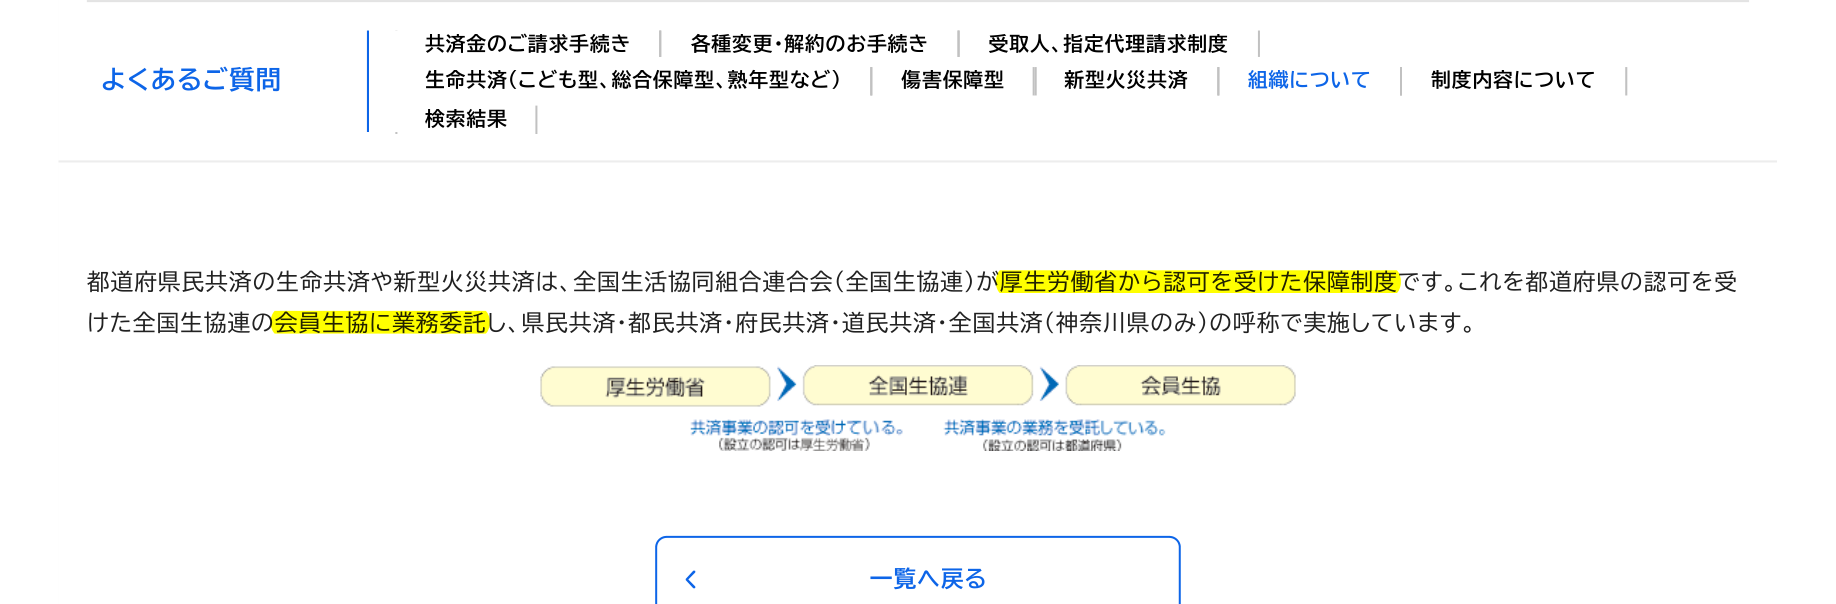 よくあるご質問
共済金のご請求手続き
各種変更・解約のお手続き
受取人、指定代理請求制度
生命共済（こども型、総合保障型、熟年型など）
傷害保障型
新型火災共済
組織について
制度内容について
検索結果
都道府県民共済の生命共済や新型火災共済は、全国生活協同組合連合会（全国生協連）が厚生労働省から認可を受けた保障制度です。これを都道府県の認可を受
けた全国生協連の会員生協に業務委託し、県民共済・都民共済・府民共済・道民共済・全国共済（神奈川県のみ）の呼称で実施しています。
厚生労働省
全国生協連
会員生協
共済事業の認可を受けている。
（設立の認可は厚生労働省）
共済事業の業務を受託している。
（設立の認可は都道府県）
一覧へ戻る